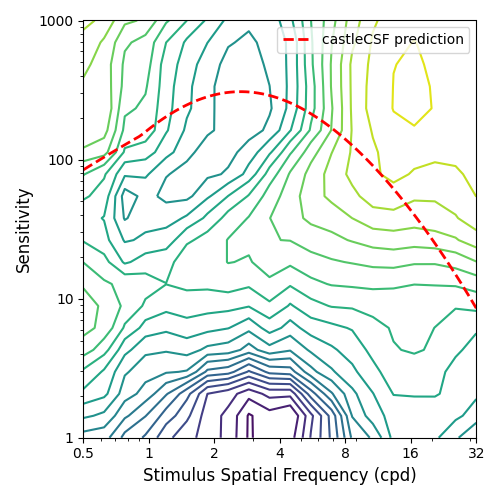 1000
castleCSF prediction
100
Sensitivity
10
1
0.5 1 2 4 8 16 32
Stimulus Spatial Frequency (cpd)